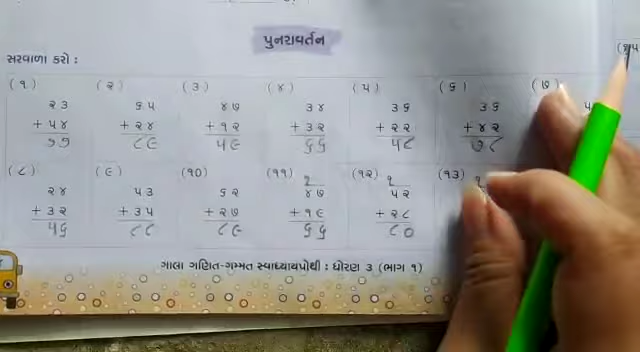 પુનરાવર્તન
સરવાળા કરો :
(૧) (૨) (૩) (૪) (૫) (૬) (૭)
૨૩ ૬૫ ૪૭ ૩૪ ૩૬ ૩૬
+ ૫૪ + ૨૪ + ૧૨ + ૩૨ + ૨૨ + ૪૨
૭૭ ૮૯ ૫૯ ૬૬ ૫૮ ૭૮
(૮) (૯) (૧૦) (૧૧) ૧ (૧૨) ૧ (૧૩)
૨૪ ૫૩ ૬૨ ૪૭ ૫૨
+ ૩૨ + ૩૫ + ૨૭ + ૧૯ + ૨૮
૫૬ ૮૮ ૮૯ ૬૬ ૮૦
ગાલા ગણિત-ગમ્મત સ્વાધ્યાયપોથી : ધોરણ 3 (ભાગ ૧)